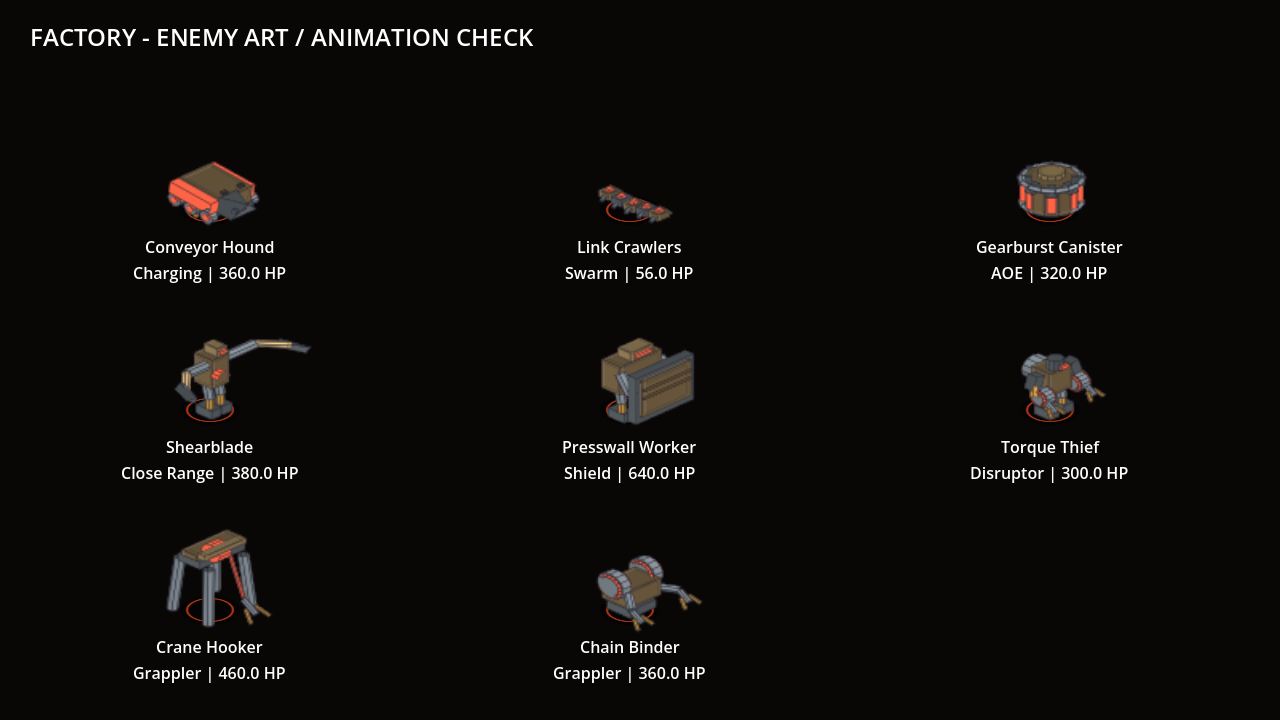 FACTORY - ENEMY ART / ANIMATION CHECK
Conveyor Hound
Charging | 360.0 HP
Link Crawlers
Swarm | 56.0 HP
Gearburst Canister
AOE | 320.0 HP
Shearblade
Close Range | 380.0 HP
Presswall Worker
Shield | 640.0 HP
Torque Thief
Disruptor | 300.0 HP
Crane Hooker
Grappler | 460.0 HP
Chain Binder
Grappler | 360.0 HP